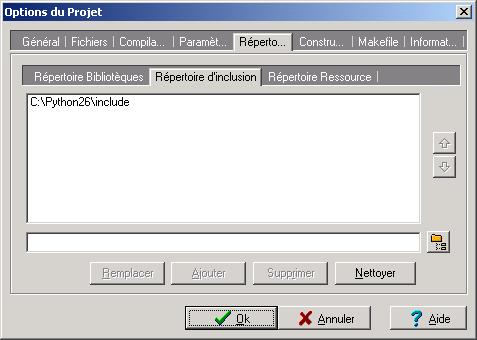 Options du Projet
Général Fichiers Compila... Paramèt... Réperto... Constru... Makefile Informat...
Répertoire Bibliotèques Répertoire d'inclusion Répertoire Ressource
C:\Python26\include
Remplacer Ajouter Supprimer Nettoyer
Ok Annuler Aide